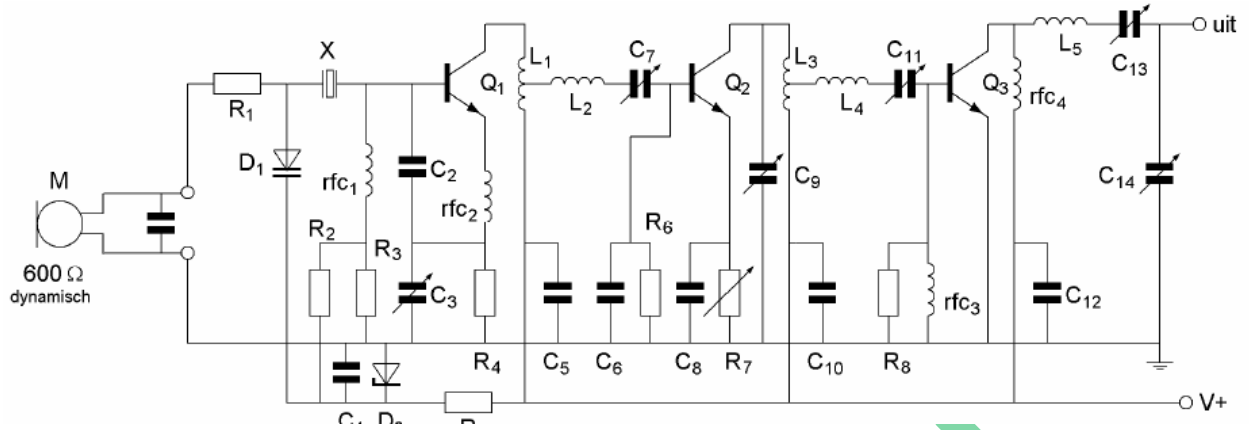 uit
X
C7
C11
L5
C13
L1
Q1
L2
Q2
L3
L4
Q3
rfc4
R1
D1
C2
C9
C14
M
rfc1
rfc2
R2
R3
R6
600 Ω
dynamisch
C3
rfc3
C12
R4
C5
C6
C8
R7
C10
R8
V+